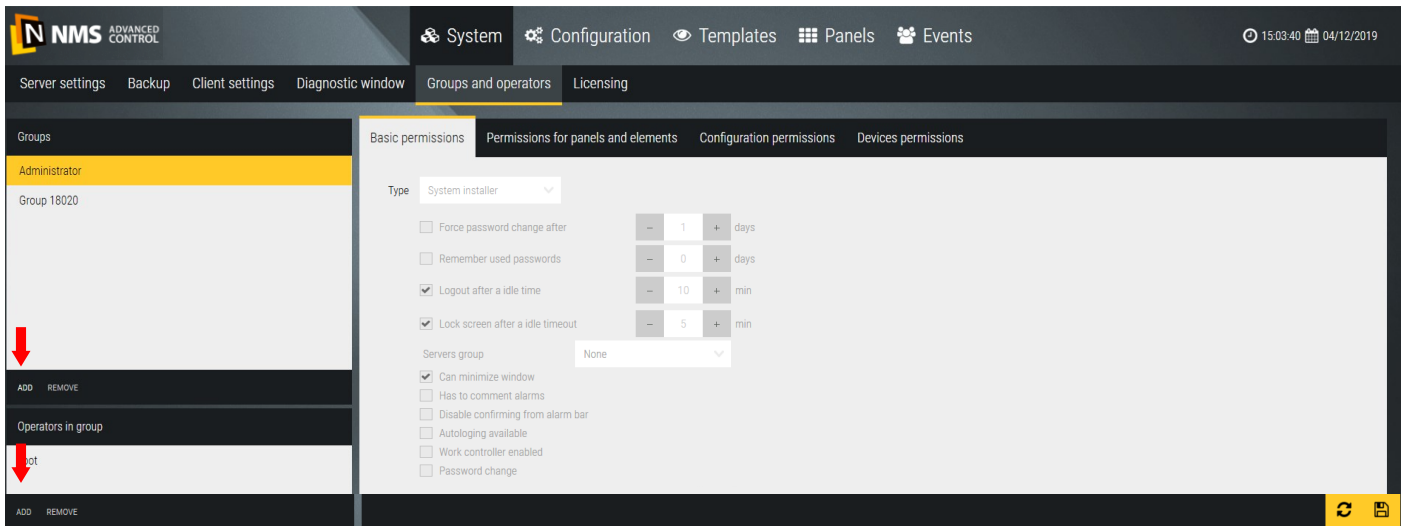 N NMS ADVANCED CONTROL
System Configuration Templates Panels Events
15:03:40 04/12/2019
Server settings Backup Client settings Diagnostic window Groups and operators Licensing
Groups
Administrator
Group 18020
ADD REMOVE
Operators in group
ADD REMOVE
Basic permissions Permissions for panels and elements Configuration permissions Devices permissions
Type System installer
Force password change after - 1 + days
Remember used passwords - 0 + days
Logout after a idle time - 10 + min
Lock screen after a idle timeout - 5 + min
Servers group None
Can minimize window
Has to comment alarms
Disable confirming from alarm bar
Autologing available
Work controller enabled
Password change